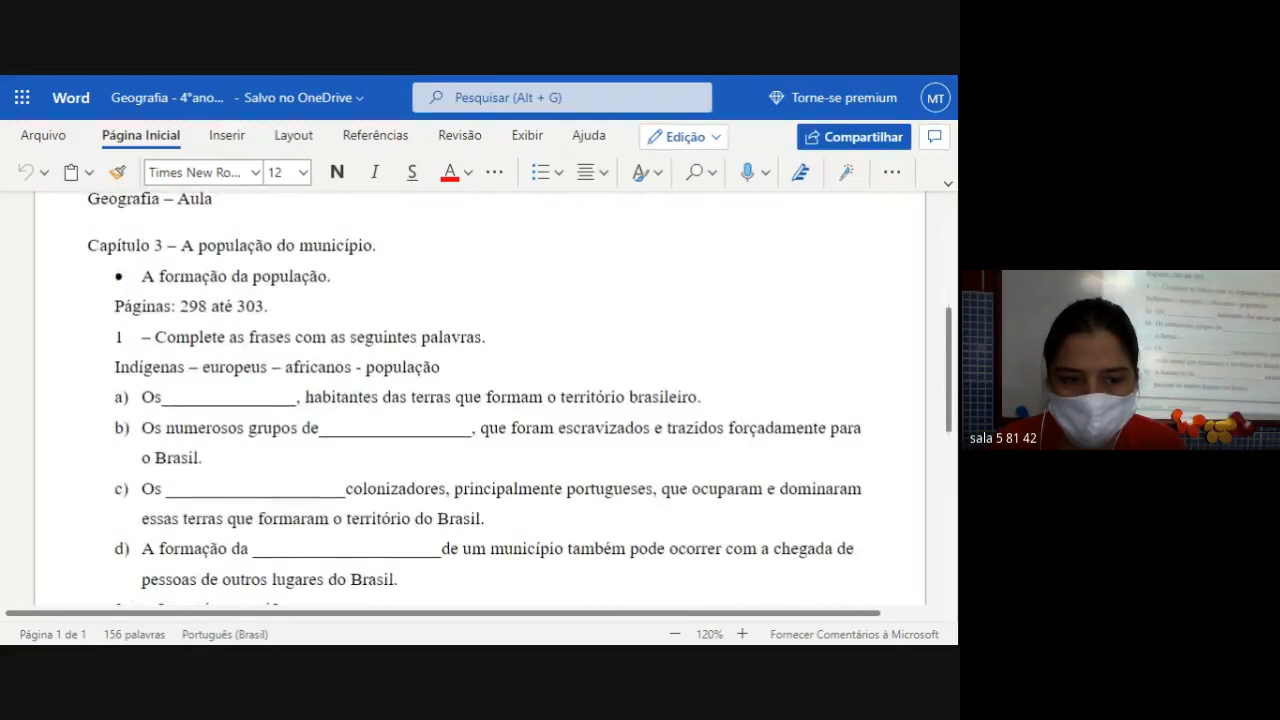 Word Geografia - 4°ano... - Salvo no OneDrive Pesquisar (Alt + G) Torne-se premium MT
Arquivo Página Inicial Inserir Layout Referências Revisão Exibir Ajuda Edição Compartilhar
Times New Ro... 12 N I S A ...
Geografia – Aula
Capítulo 3 – A população do município.
• A formação da população.
Páginas: 298 até 303.
1 – Complete as frases com as seguintes palavras.
Indígenas – europeus – africanos - população
a) Os_______________, habitantes das terras que formam o território brasileiro.
b) Os numerosos grupos de_________________, que foram escravizados e trazidos forçadamente para
o Brasil.
c) Os ____________________colonizadores, principalmente portugueses, que ocuparam e dominaram
essas terras que formaram o território do Brasil.
d) A formação da _____________________de um município também pode ocorrer com a chegada de
pessoas de outros lugares do Brasil.
Página 1 de 1 156 palavras Português (Brasil) 120% Fornecer Comentários à Microsoft
sala 5 81 42